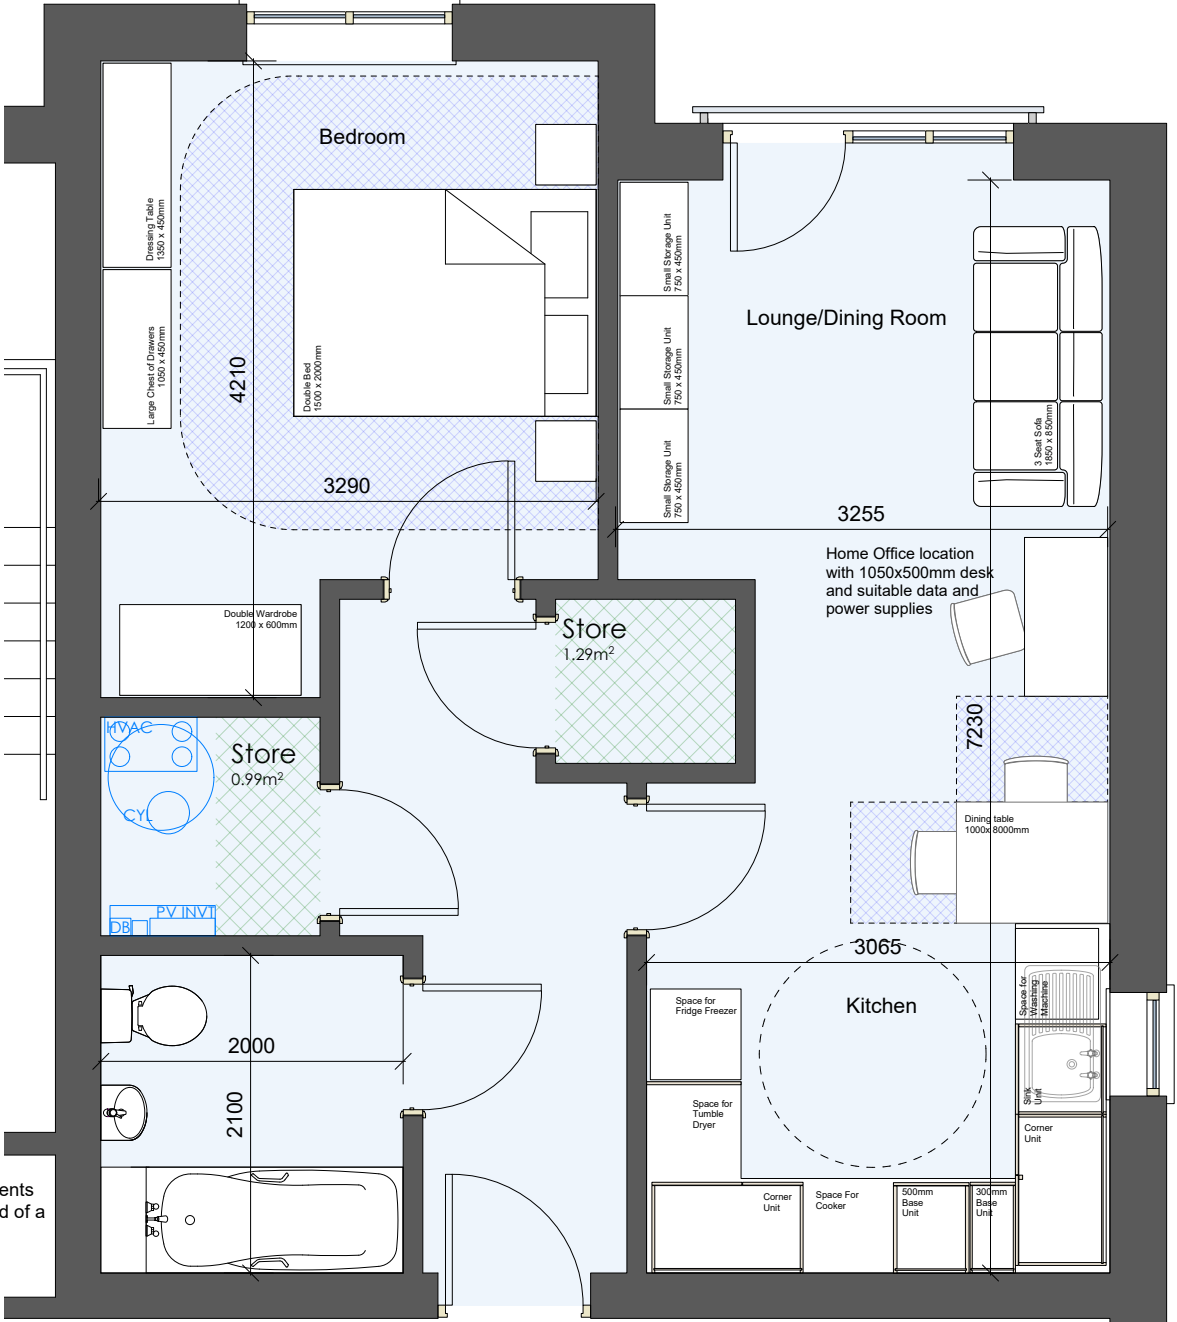 Bedroom
Dressing Table
1350 x 450mm
Large Chest of Drawers
1050 x 450mm
4210
Double Bed
1500 x 2000mm
3290
Double Wardrobe
1200 x 600mm
Small Storage Unit
750 x 450mm
Small Storage Unit
750 x 450mm
Small Storage Unit
750 x 450mm
Lounge/Dining Room
3 Seat Sofa
1850 x 850mm
3255
Home Office location
with 1050x500mm desk
and suitable data and
power supplies
Store
1.29m²
7230
HVAC
CYL
Store
0.99m²
PV INVT
DB
Dining table
1000x 8000mm
3065
Kitchen
Space for
Fridge Freezer
Space for
Washing
Machine
Sink
Unit
Space for
Tumble
Dryer
Corner
Unit
Corner
Unit
Space For
Cooker
500mm
Base
Unit
300mm
Base
Unit
2000
2100
ents
d of a